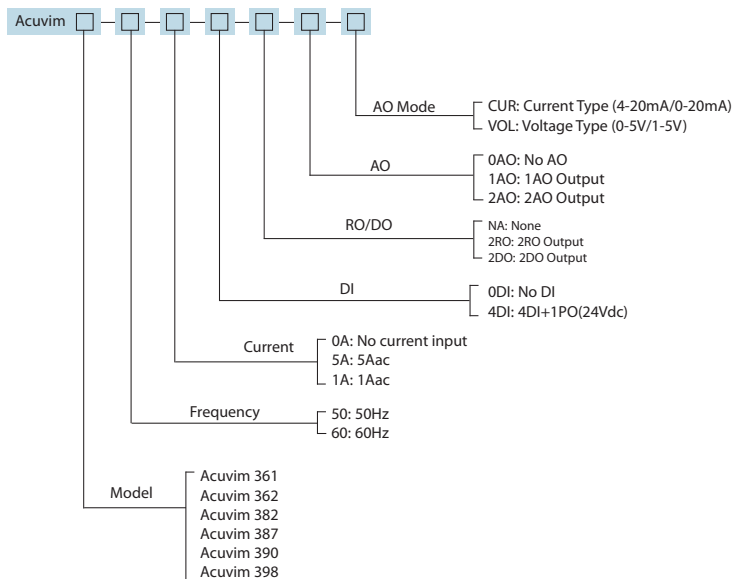 Acuvim
AO Mode
CUR: Current Type (4-20mA/0-20mA)
VOL: Voltage Type (0-5V/1-5V)
AO
0AO: No AO
1AO: 1AO Output
2AO: 2AO Output
RO/DO
NA: None
2RO: 2RO Output
2DO: 2DO Output
DI
0DI: No DI
4DI: 4DI+1PO(24Vdc)
Current
0A: No current input
5A: 5Aac
1A: 1Aac
Frequency
50: 50Hz
60: 60Hz
Model
Acuvim 361
Acuvim 362
Acuvim 382
Acuvim 387
Acuvim 390
Acuvim 398